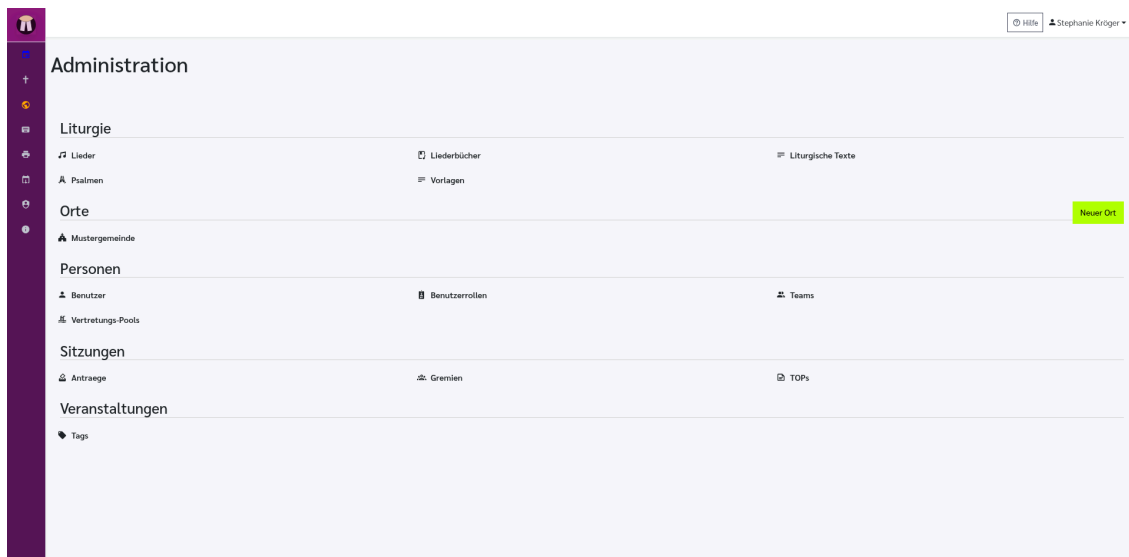 Hilfe Stephanie Kröger
Administration
Liturgie
Lieder Liederbücher Liturgische Texte
Psalmen Vorlagen
Orte Neuer Ort
Mustergemeinde
Personen
Benutzer Benutzerrollen Teams
Vertretungs-Pools
Sitzungen
Antraege Gremien TOPs
Veranstaltungen
Tags